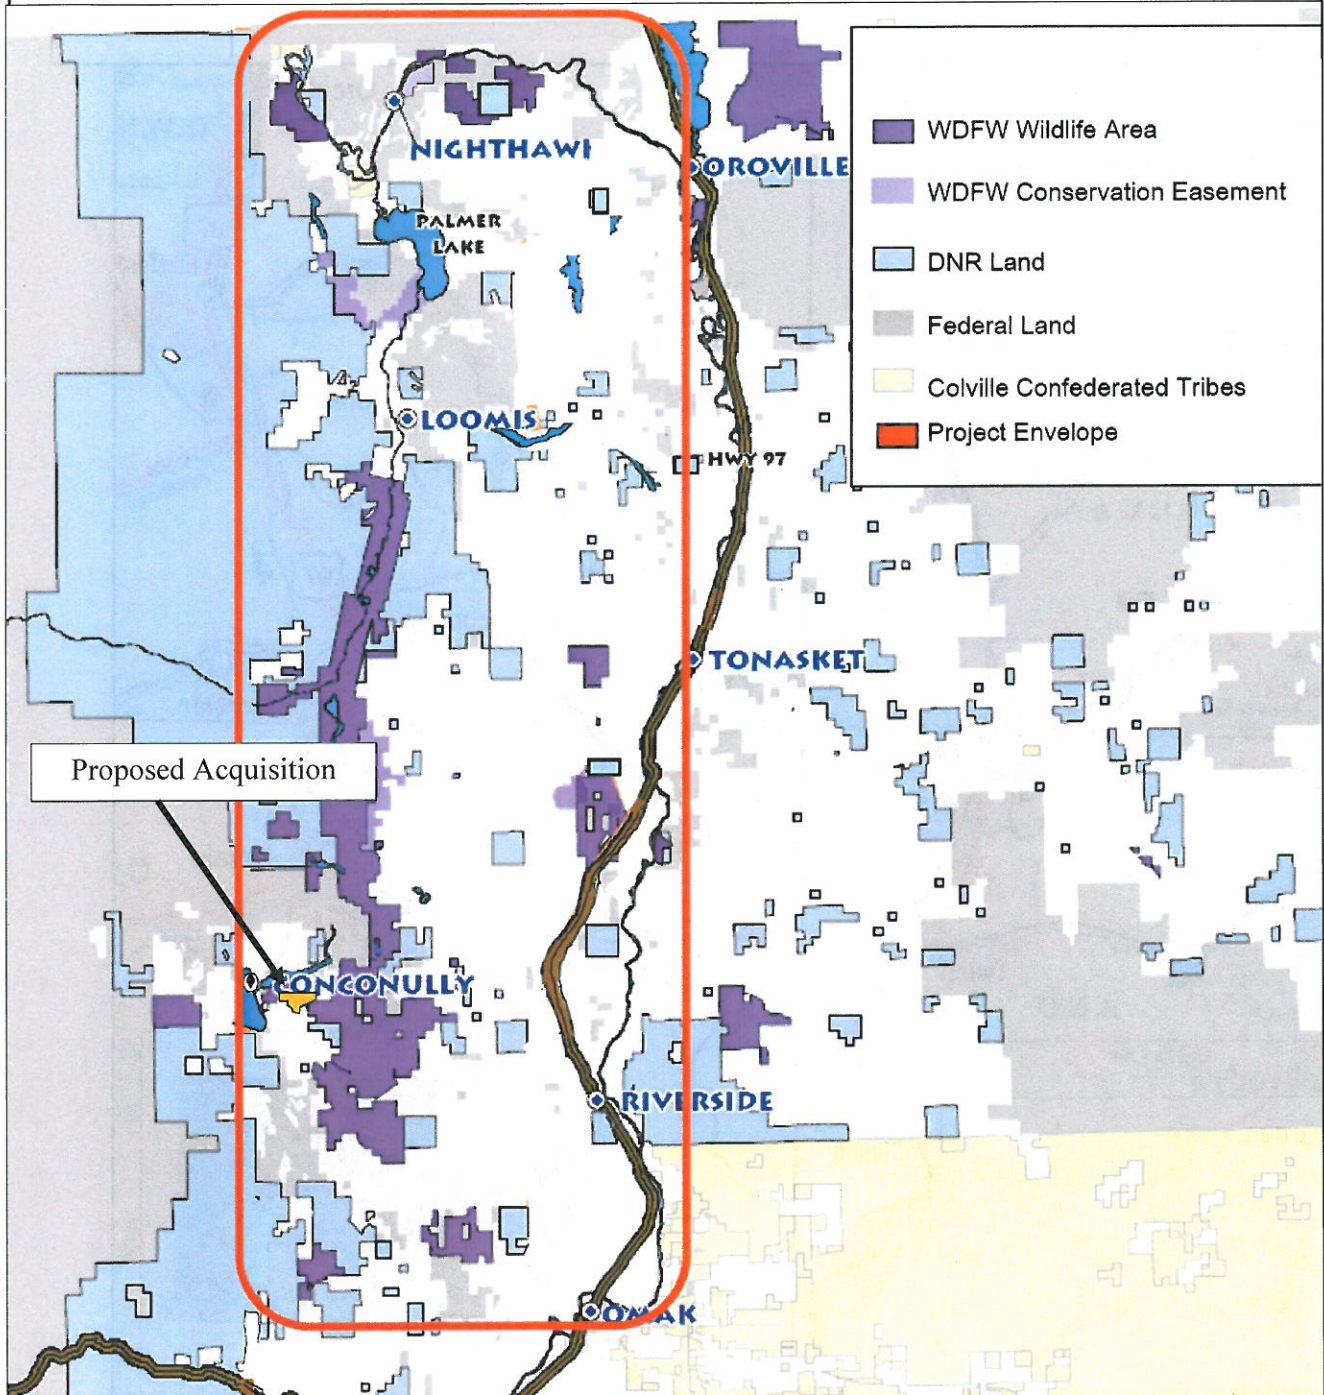 WDFW Wildlife Area
WDFW Conservation Easement
DNR Land
Federal Land
Colville Confederated Tribes
Project Envelope
NIGHTHAWI
OROVILLE
PALMER
LAKE
LOOMIS
HWY 97
TONASKET
Proposed Acquisition
CONCONULLY
RIVERSIDE
OMAK